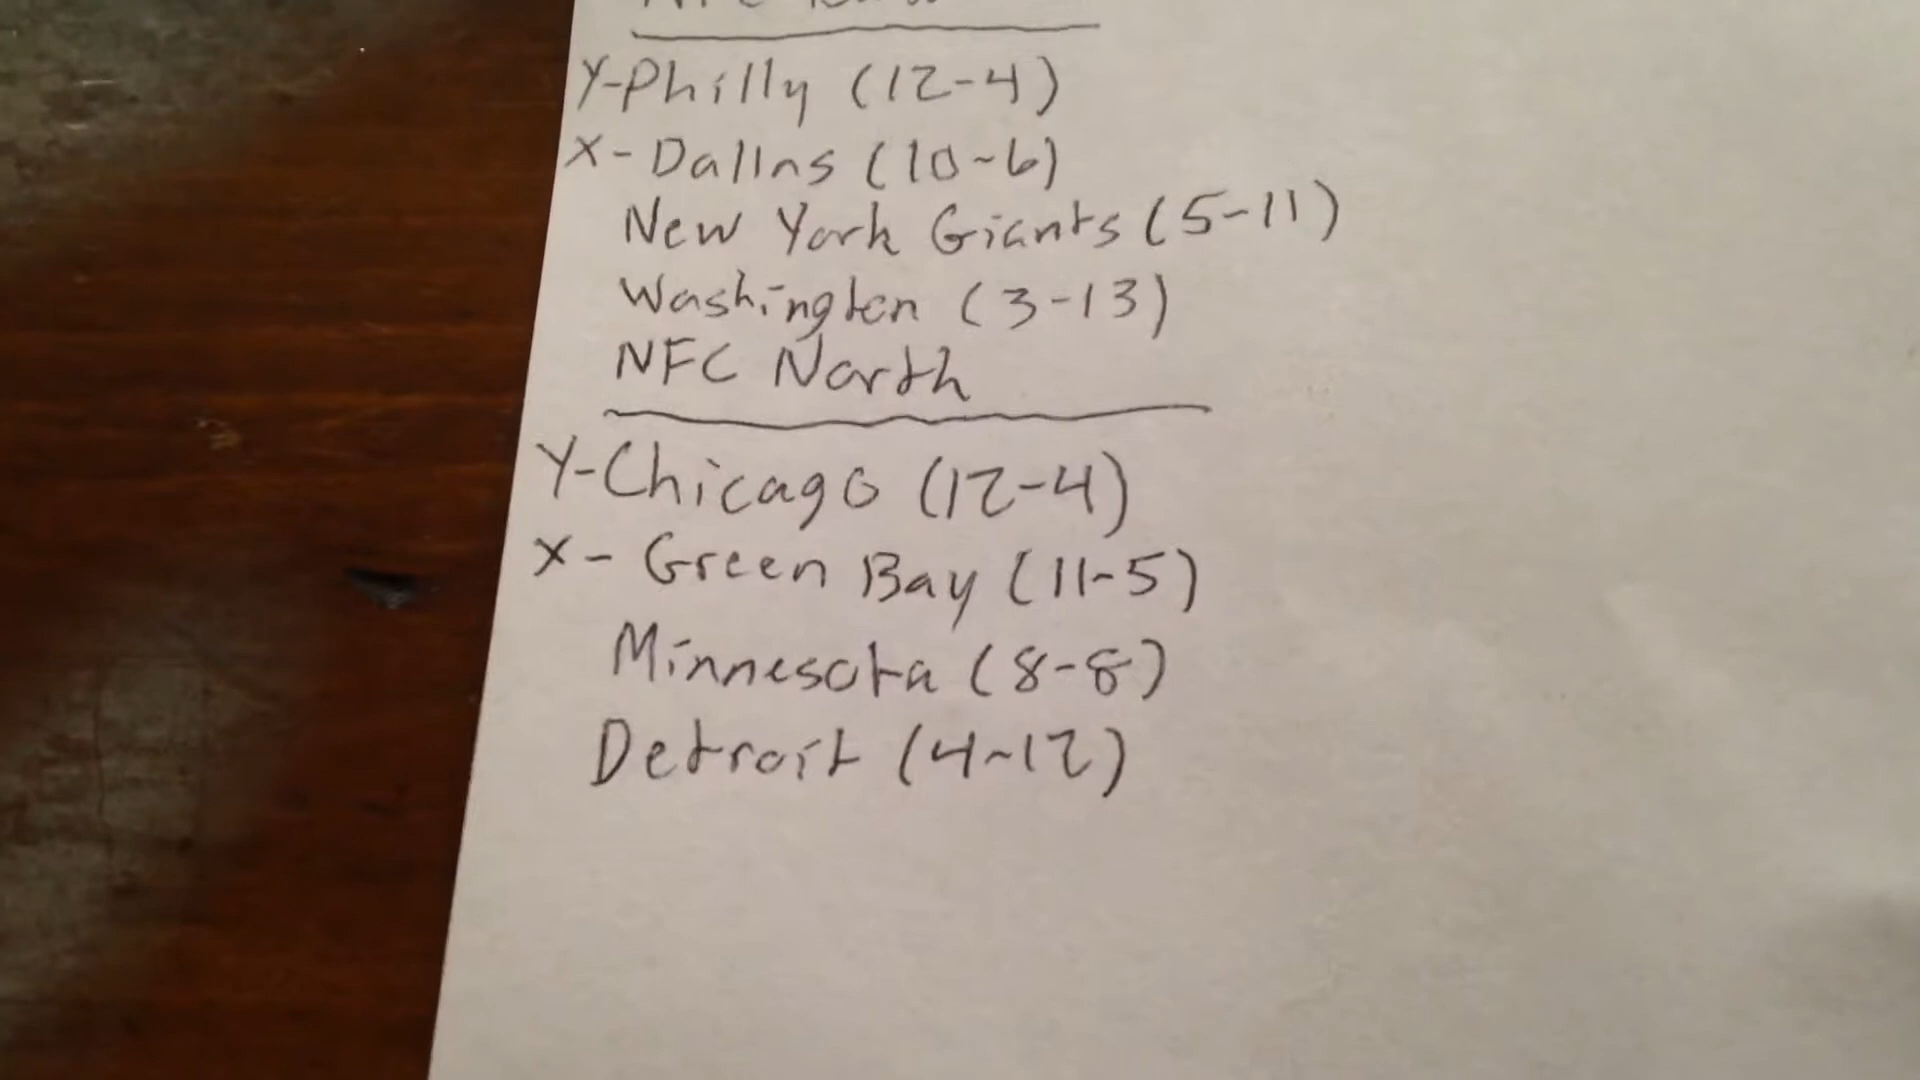 Y-Philly (12-4)
X-Dallas (10-6)
New York Giants (5-11)
Washington (3-13)
NFC North
Y-Chicago (12-4)
X-Green Bay (11-5)
Minnesota (8-8)
Detroit (4-12)